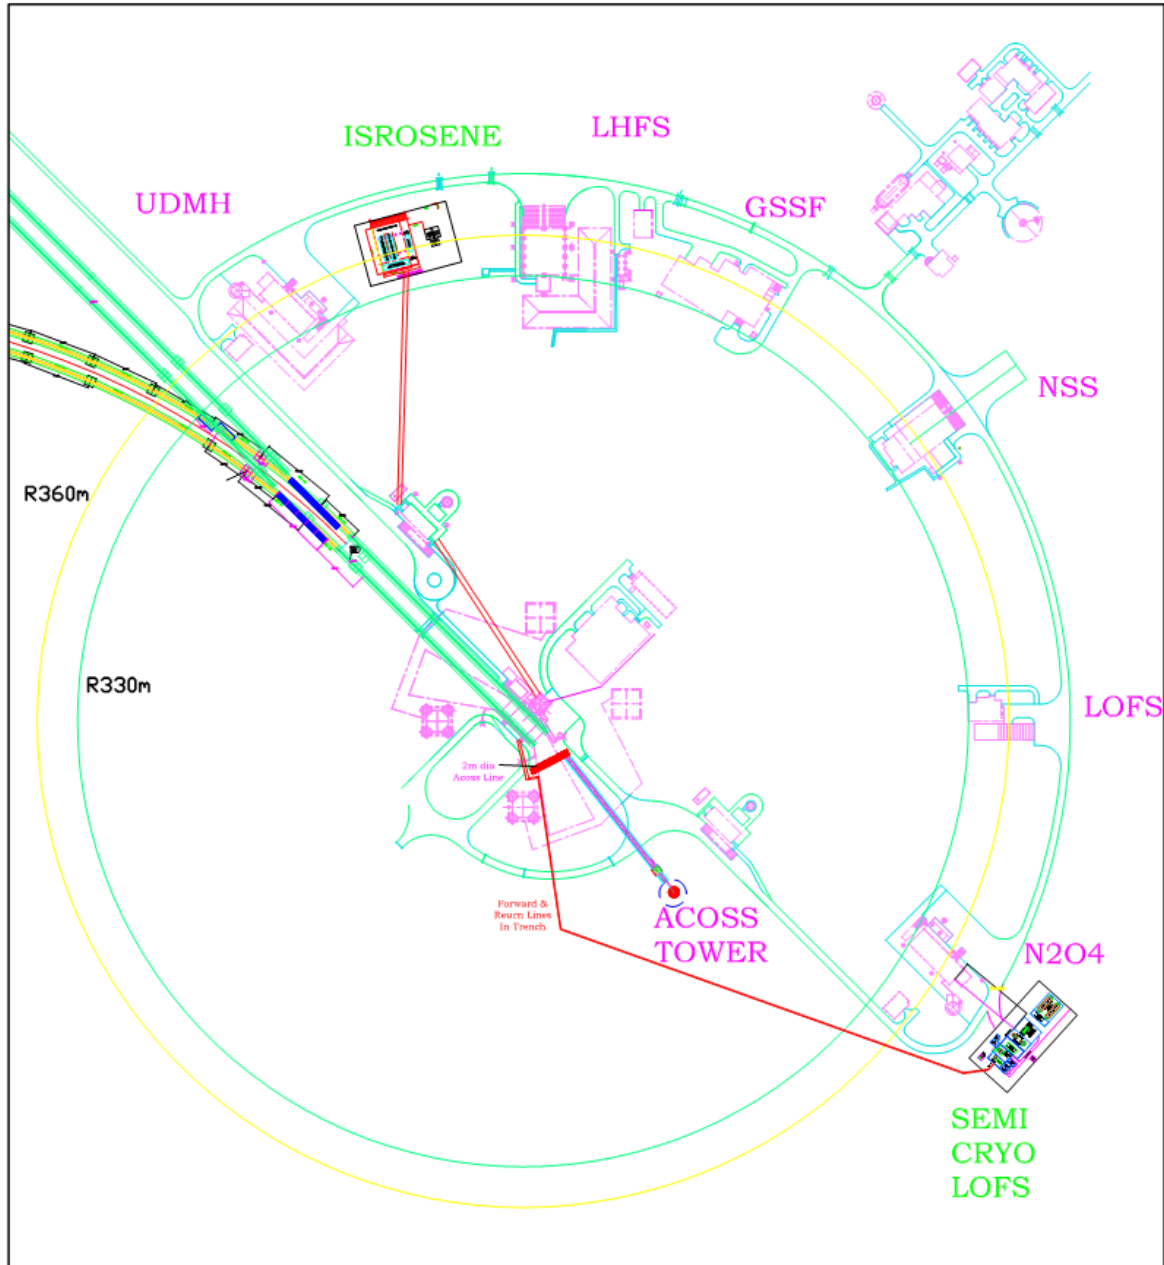 LHFS
ISROSENE
UDMH
GSSF
NSS
R360m
R330m
LOFS
2m dia
Acoss Line
Forward &
Reurn Lines
In Trench
ACOSS
TOWER
N2O4
SEMI
CRYO
LOFS